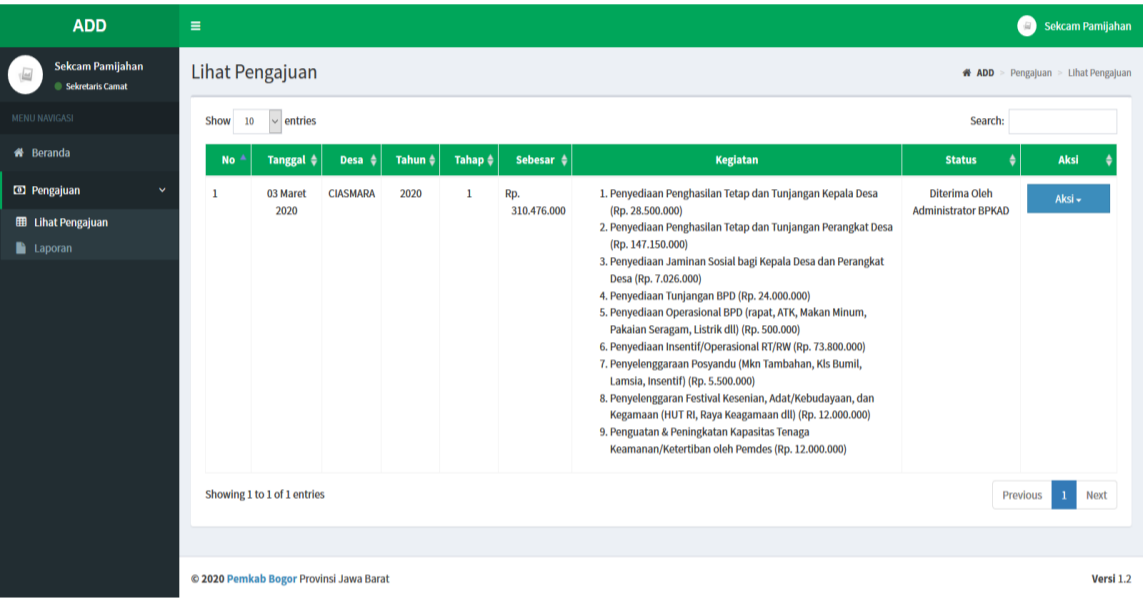 ADD
Sekcam Pamijahan
Sekcam Pamijahan
Sekretaris Camat
MENU NAVIGASI
Beranda
Pengajuan
Lihat Pengajuan
Laporan
Lihat Pengajuan
ADD > Pengajuan > Lihat Pengajuan
Show 10 entries
Search:
No Tanggal Desa Tahun Tahap Sebesar Kegiatan Status Aksi
1 03 Maret 2020 CIASMARA 2020 1 Rp. 310.476.000
1. Penyediaan Penghasilan Tetap dan Tunjangan Kepala Desa
(Rp. 28.500.000)
2. Penyediaan Penghasilan Tetap dan Tunjangan Perangkat Desa
(Rp. 147.150.000)
3. Penyediaan Jaminan Sosial bagi Kepala Desa dan Perangkat
Desa (Rp. 7.026.000)
4. Penyediaan Tunjangan BPD (Rp. 24.000.000)
5. Penyediaan Operasional BPD (rapat, ATK, Makan Minum,
Pakaian Seragam, Listrik dll) (Rp. 500.000)
6. Penyediaan Insentif/Operasional RT/RW (Rp. 73.800.000)
7. Penyelenggaraan Posyandu (Mkn Tambahan, Kls Bumil,
Lamsia, Insentif) (Rp. 5.500.000)
8. Penyelenggaran Festival Kesenian, Adat/Kebudayaan, dan
Kegamaan (HUT RI, Raya Keagamaan dll) (Rp. 12.000.000)
9. Penguatan & Peningkatan Kapasitas Tenaga
Keamanan/Ketertiban oleh Pemdes (Rp. 12.000.000)
Diterima Oleh
Administrator BPKAD
Aksi
Showing 1 to 1 of 1 entries
Previous 1 Next
© 2020 Pemkab Bogor Provinsi Jawa Barat
Versi 1.2